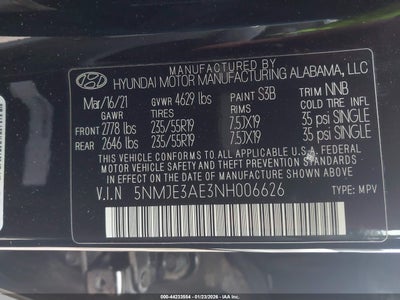 MANUFACTURED BY
HYUNDAI MOTOR MANUFACTURING ALABAMA, LLC
Mar/16/21 GVWR 4629 lbs PAINT S3B TRIM NNB
GAWR TIRES RIMS COLD TIRE INFL
FRONT 2778 lbs 235/55R19 7.5JX19 35 psi SINGLE
REAR 2646 lbs 235/55R19 7.5JX19 35 psi SINGLE
THIS VEHICLE CONFORMS TO ALL APPLICABLE U.S.A. FEDERAL
MOTOR VEHICLE SAFETY, BUMPER, AND THEFT
PREVENTION STANDARDS IN EFFECT ON THE DATE OF
MANUFACTURE SHOWN ABOVE.
V.I.N 5NMJE3AE3NH006626 TYPE: MPV
000-44233554 - 01/23/2026 - IAA Inc. All Rights Reserved